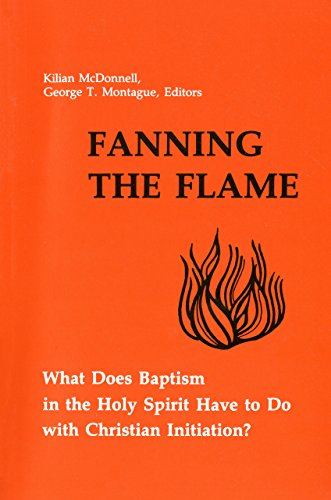 Kilian McDonnell,
George T. Montague, Editors
FANNING
THE FLAME
What Does Baptism
in the Holy Spirit Have to Do
with Christian Initiation?